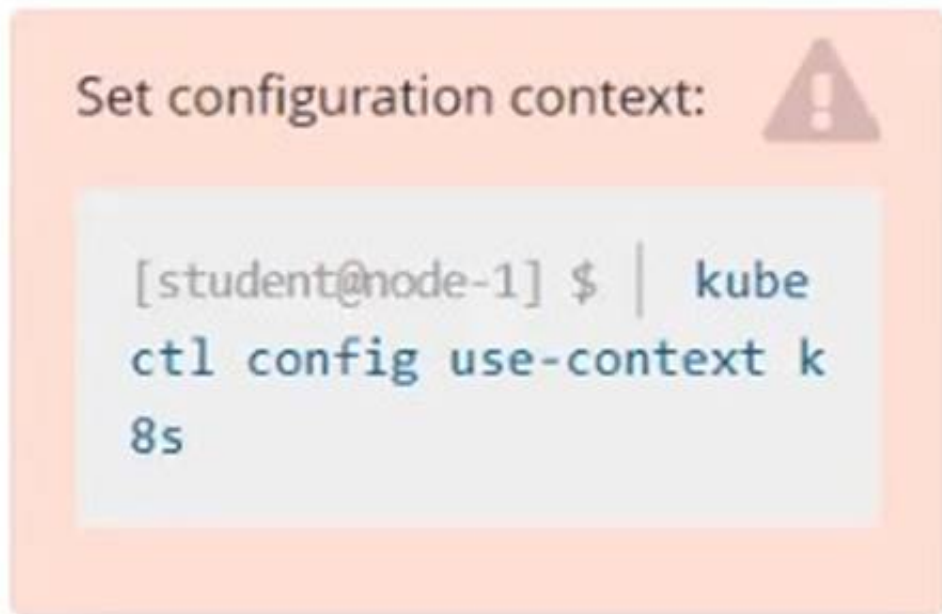 Set configuration context:
[student@node-1] $ | kube
ctl config use-context k
8s